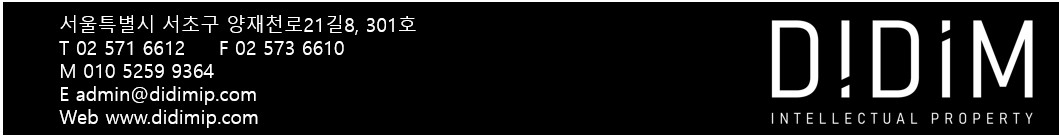 서울특별시 서초구 양재천로21길8, 301호
T 02 571 6612 F 02 573 6610
M 010 5259 9364
E admin@didimip.com
Web www.didimip.com
DIDIM
INTELLECTUAL PROPERTY